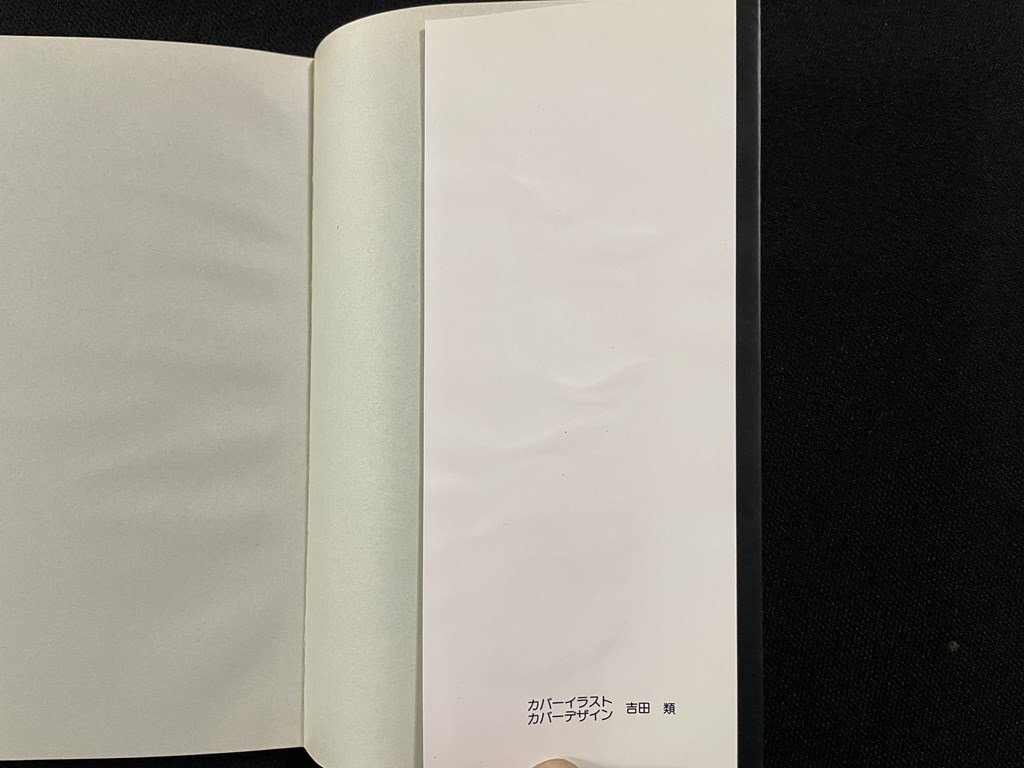 カバーイラスト
カバーデザイン
吉田　類